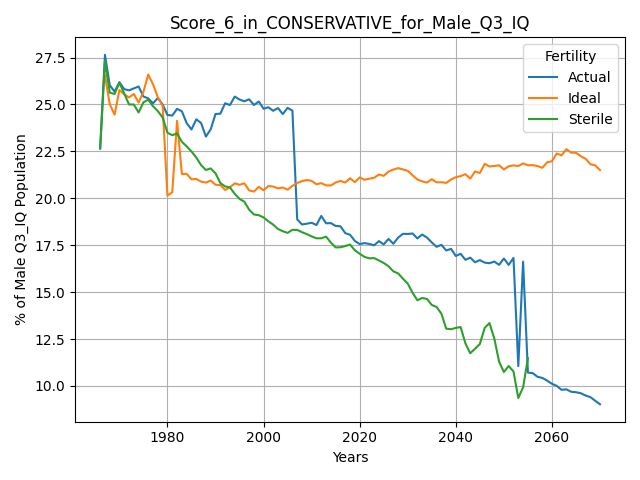 Score_6_in_CONSERVATIVE_for_Male_Q3_IQ
Fertility
Actual
Ideal
Sterile
% of Male Q3_IQ Population
27.5
25.0
22.5
20.0
17.5
15.0
12.5
10.0
1980
2000
2020
2040
2060
Years